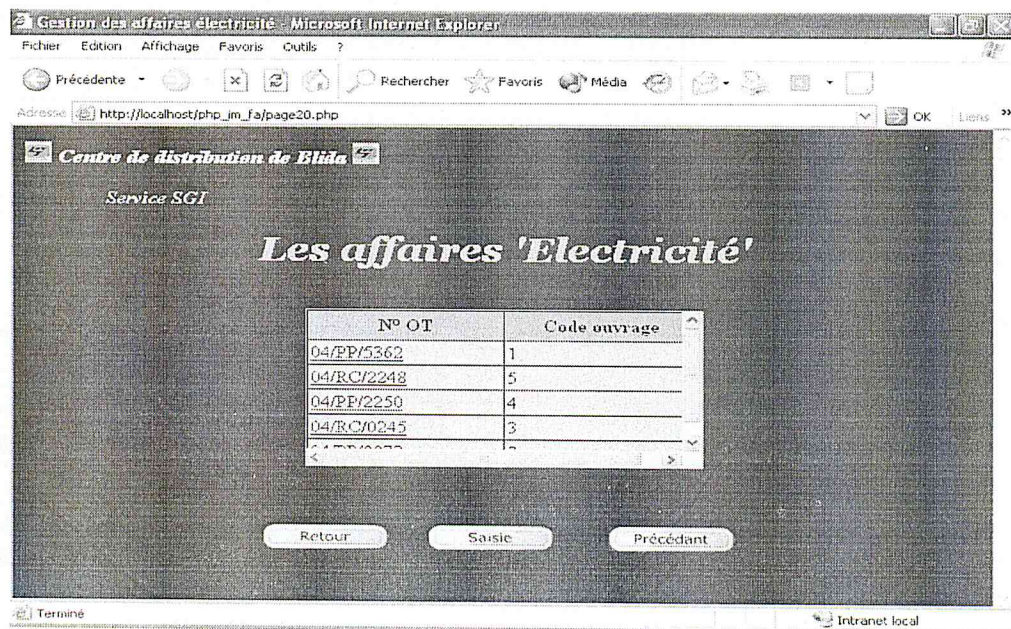 Gestion des affaires électricité - Microsoft Internet Explorer
Fichier Edition Affichage Favoris Outils ?
Précédente Rechercher Favoris Média
Adresse http://localhost/php_im_fa/page20.php OK Liens »
Centre de distribution de Blida
Service SGI
Les affaires 'Electricité'
Nº OT Code ouvrage
04/PP/5362 1
04/RC/2248 5
04/PP/2250 4
04/RC/0245 3
Retour Saisie Précédant
Terminé Intranet local